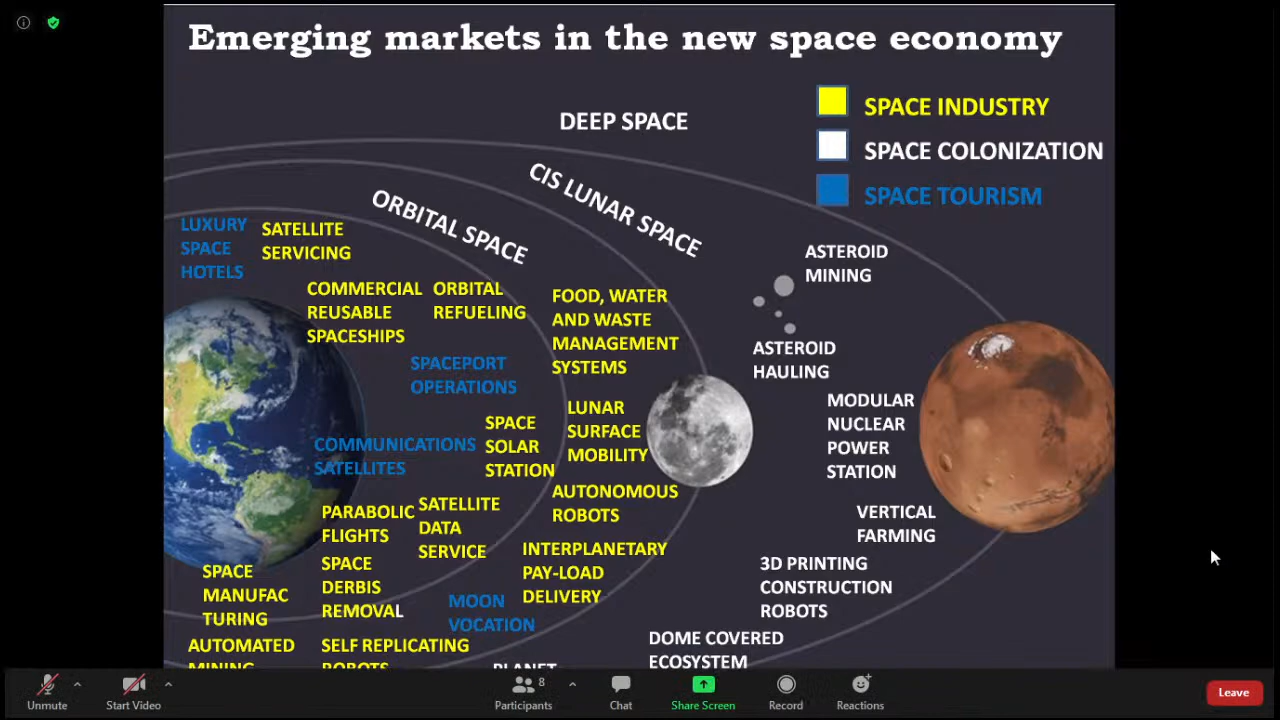 Emerging markets in the new space economy
DEEP SPACE
SPACE INDUSTRY
SPACE COLONIZATION
SPACE TOURISM
CIS LUNAR SPACE
ORBITAL SPACE
LUXURY
SPACE
HOTELS
SATELLITE
SERVICING
ASTEROID
MINING
COMMERCIAL
REUSABLE
SPACESHIPS
ORBITAL
REFUELING
FOOD, WATER
AND WASTE
MANAGEMENT
SYSTEMS
ASTEROID
HAULING
SPACEPORT
OPERATIONS
MODULAR
NUCLEAR
POWER
STATION
LUNAR
SURFACE
MOBILITY
SPACE
SOLAR
STATION
COMMUNICATIONS
SATELLITES
AUTONOMOUS
ROBOTS
PARABOLIC
FLIGHTS
SATELLITE
DATA
SERVICE
VERTICAL
FARMING
INTERPLANETARY
PAY-LOAD
DELIVERY
3D PRINTING
CONSTRUCTION
ROBOTS
SPACE
MANUFAC
TURING
SPACE
DERBIS
REMOVAL
MOON
VOCATION
DOME COVERED
ECOSYSTEM
AUTOMATED
MINING
SELF REPLICATING
ROBOTS
PLANET
Unmute
Start Video
8
Participants
Chat
Share Screen
Record
Reactions
Leave